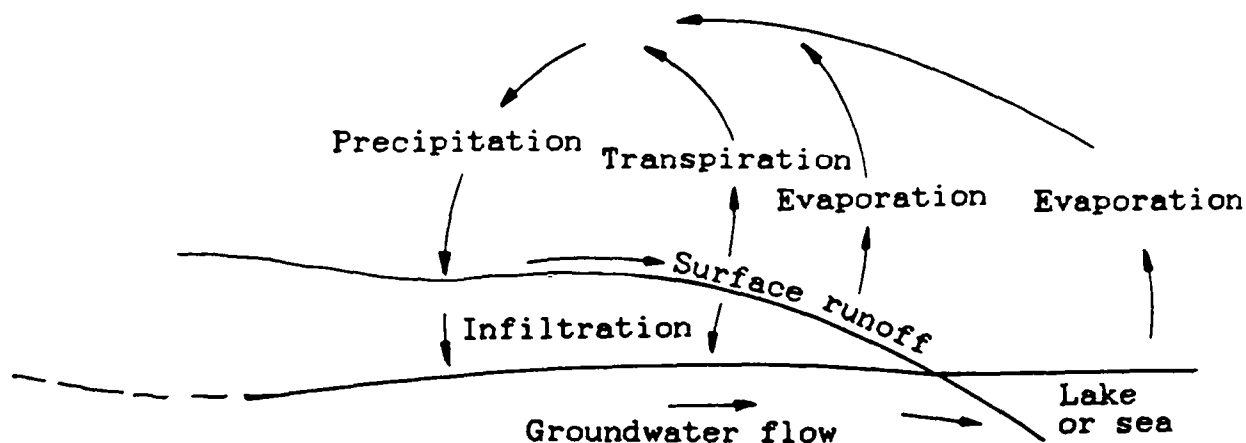 Precipitation
Transpiration
Evaporation
Evaporation
Surface runoff
Infiltration
Lake
or sea
Groundwater flow